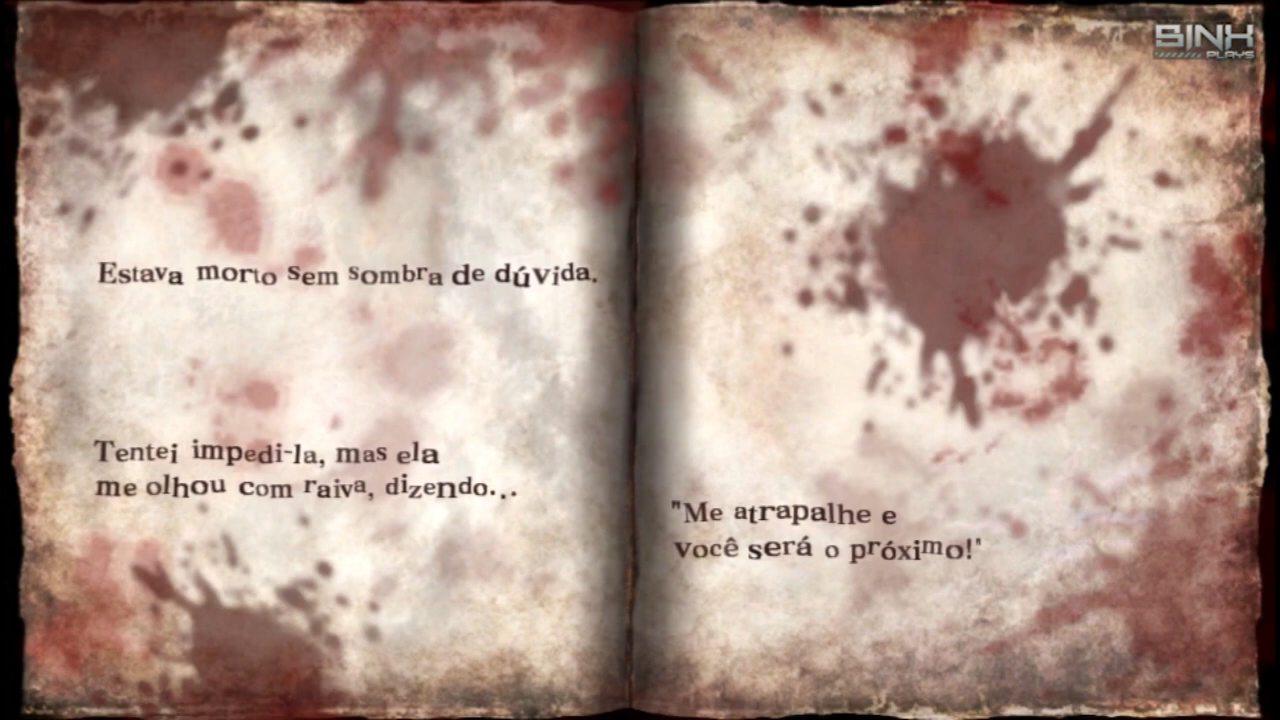 BINX
PLAYS
Estava morto sem sombra de dúvida.
Tentei impedi-la, mas ela
me olhou com raiva, dizendo...
"Me atrapalhe e
você será o próximo!"